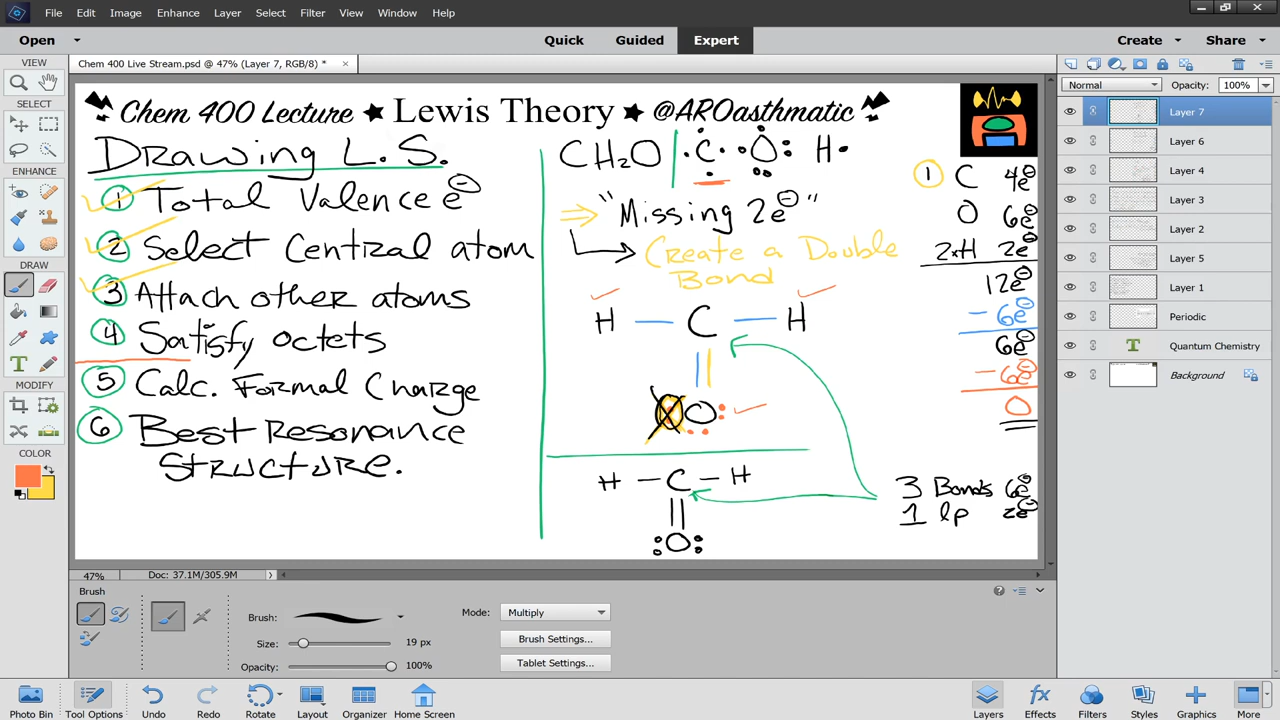 File Edit Image Enhance Layer Select Filter View Window Help
Open Quick Guided Expert Create Share
Chem 400 Live Stream.psd @ 47% (Layer 7, RGB/8) * ×
VIEW
SELECT
ENHANCE
DRAW
MODIFY
COLOR
Chem 400 Lecture ★ Lewis Theory ★ @AROasthmatic
Drawing L.S.
① Total Valence e⊖
② Select Central atom
③ Attach other atoms
④ Satisfy octets
⑤ Calc. Formal Charge
⑥ Best Resonance
Structure.
CH₂O C O H
"Missing 2e⊖"
Create a Double
Bond
H — C — H
O
H — C — H
O
① C 4e⊖
O 6e⊖
2×H 2e⊖
12e⊖
- 6e⊖
6e⊖
- 6e⊖
0
3 Bonds 6e⊖
1 lp 2e⊖
Normal Opacity: 100%
Layer 7
Layer 6
Layer 4
Layer 3
Layer 2
Layer 5
Layer 1
Periodic
T Quantum Chemistry
Background
47% Doc: 37.1M/305.9M
Brush
Brush:
Size: 19 px
Opacity: 100%
Mode: Multiply
Brush Settings...
Tablet Settings...
Photo Bin Tool Options Undo Redo Rotate Layout Organizer Home Screen Layers Effects Filters Styles Graphics More